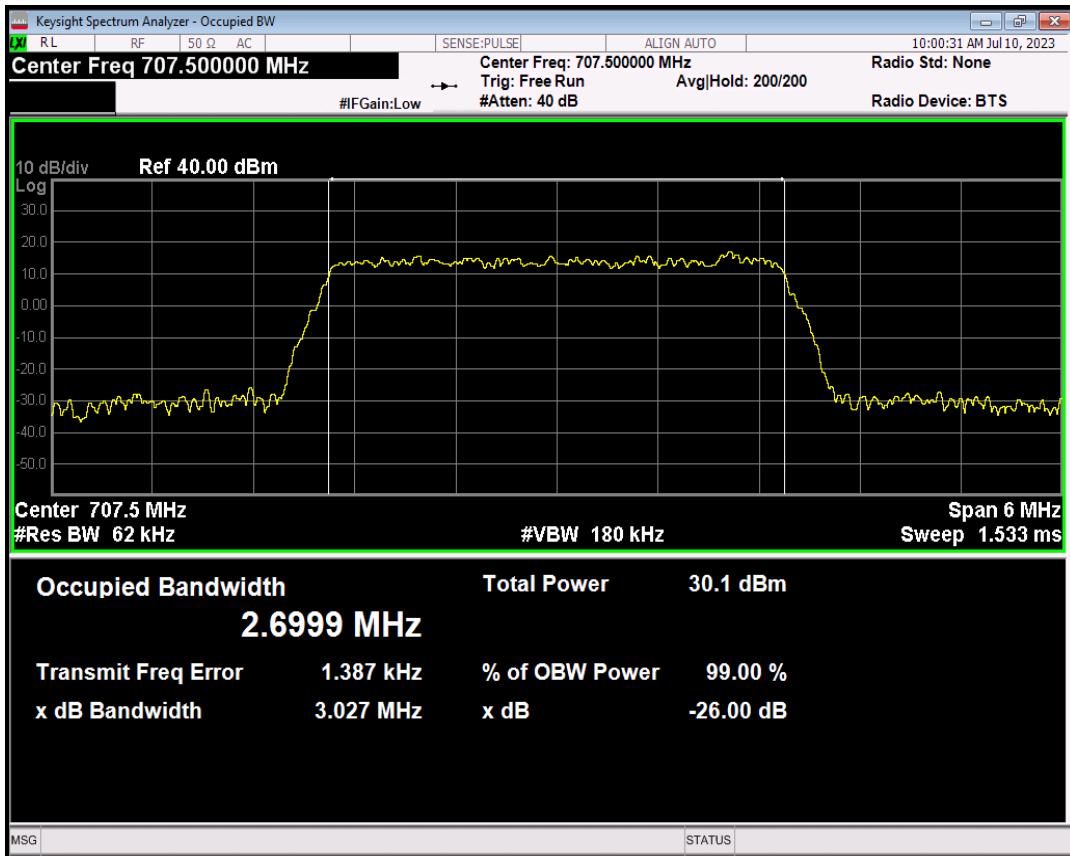 Keysight Spectrum Analyzer - Occupied BW
LXI RL RF 50 Ω AC SENSE:PULSE ALIGN AUTO 10:00:31 AM Jul 10, 2023
Center Freq 707.500000 MHz Center Freq: 707.500000 MHz Radio Std: None
Trig: Free Run Avg|Hold: 200/200
#IFGain:Low #Atten: 40 dB Radio Device: BTS
10 dB/div Ref 40.00 dBm
Log
30.0
20.0
10.0
0.00
-10.0
-20.0
-30.0
-40.0
-50.0
Center 707.5 MHz Span 6 MHz
#Res BW 62 kHz #VBW 180 kHz Sweep 1.533 ms
Occupied Bandwidth Total Power 30.1 dBm
2.6999 MHz
Transmit Freq Error 1.387 kHz % of OBW Power 99.00 %
x dB Bandwidth 3.027 MHz x dB -26.00 dB
MSG STATUS